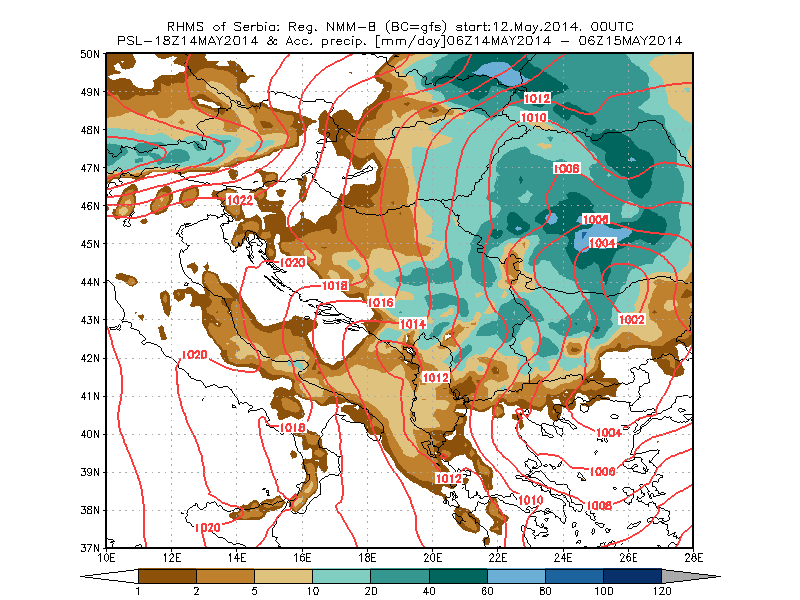 RHMS of Serbia: Reg. NMM-B (BC=gfs) start:12.May.2014. 00UTC
PSL-18Z14MAY2014 & Acc. precip. [mm/day]06Z14MAY2014 - 06Z15MAY2014
50N
49N
1012
1010
48N
47N
1008
1022
46N
1006
45N
1004
1020
44N
1018
1016
43N
1014
1002
42N
1020
1012
41N
1018
40N
1004
39N
1006
1012
38N
1010
1008
1020
37N
10E 12E 14E 16E 18E 20E 22E 24E 26E 28E
1 2 5 10 20 40 60 80 100 120